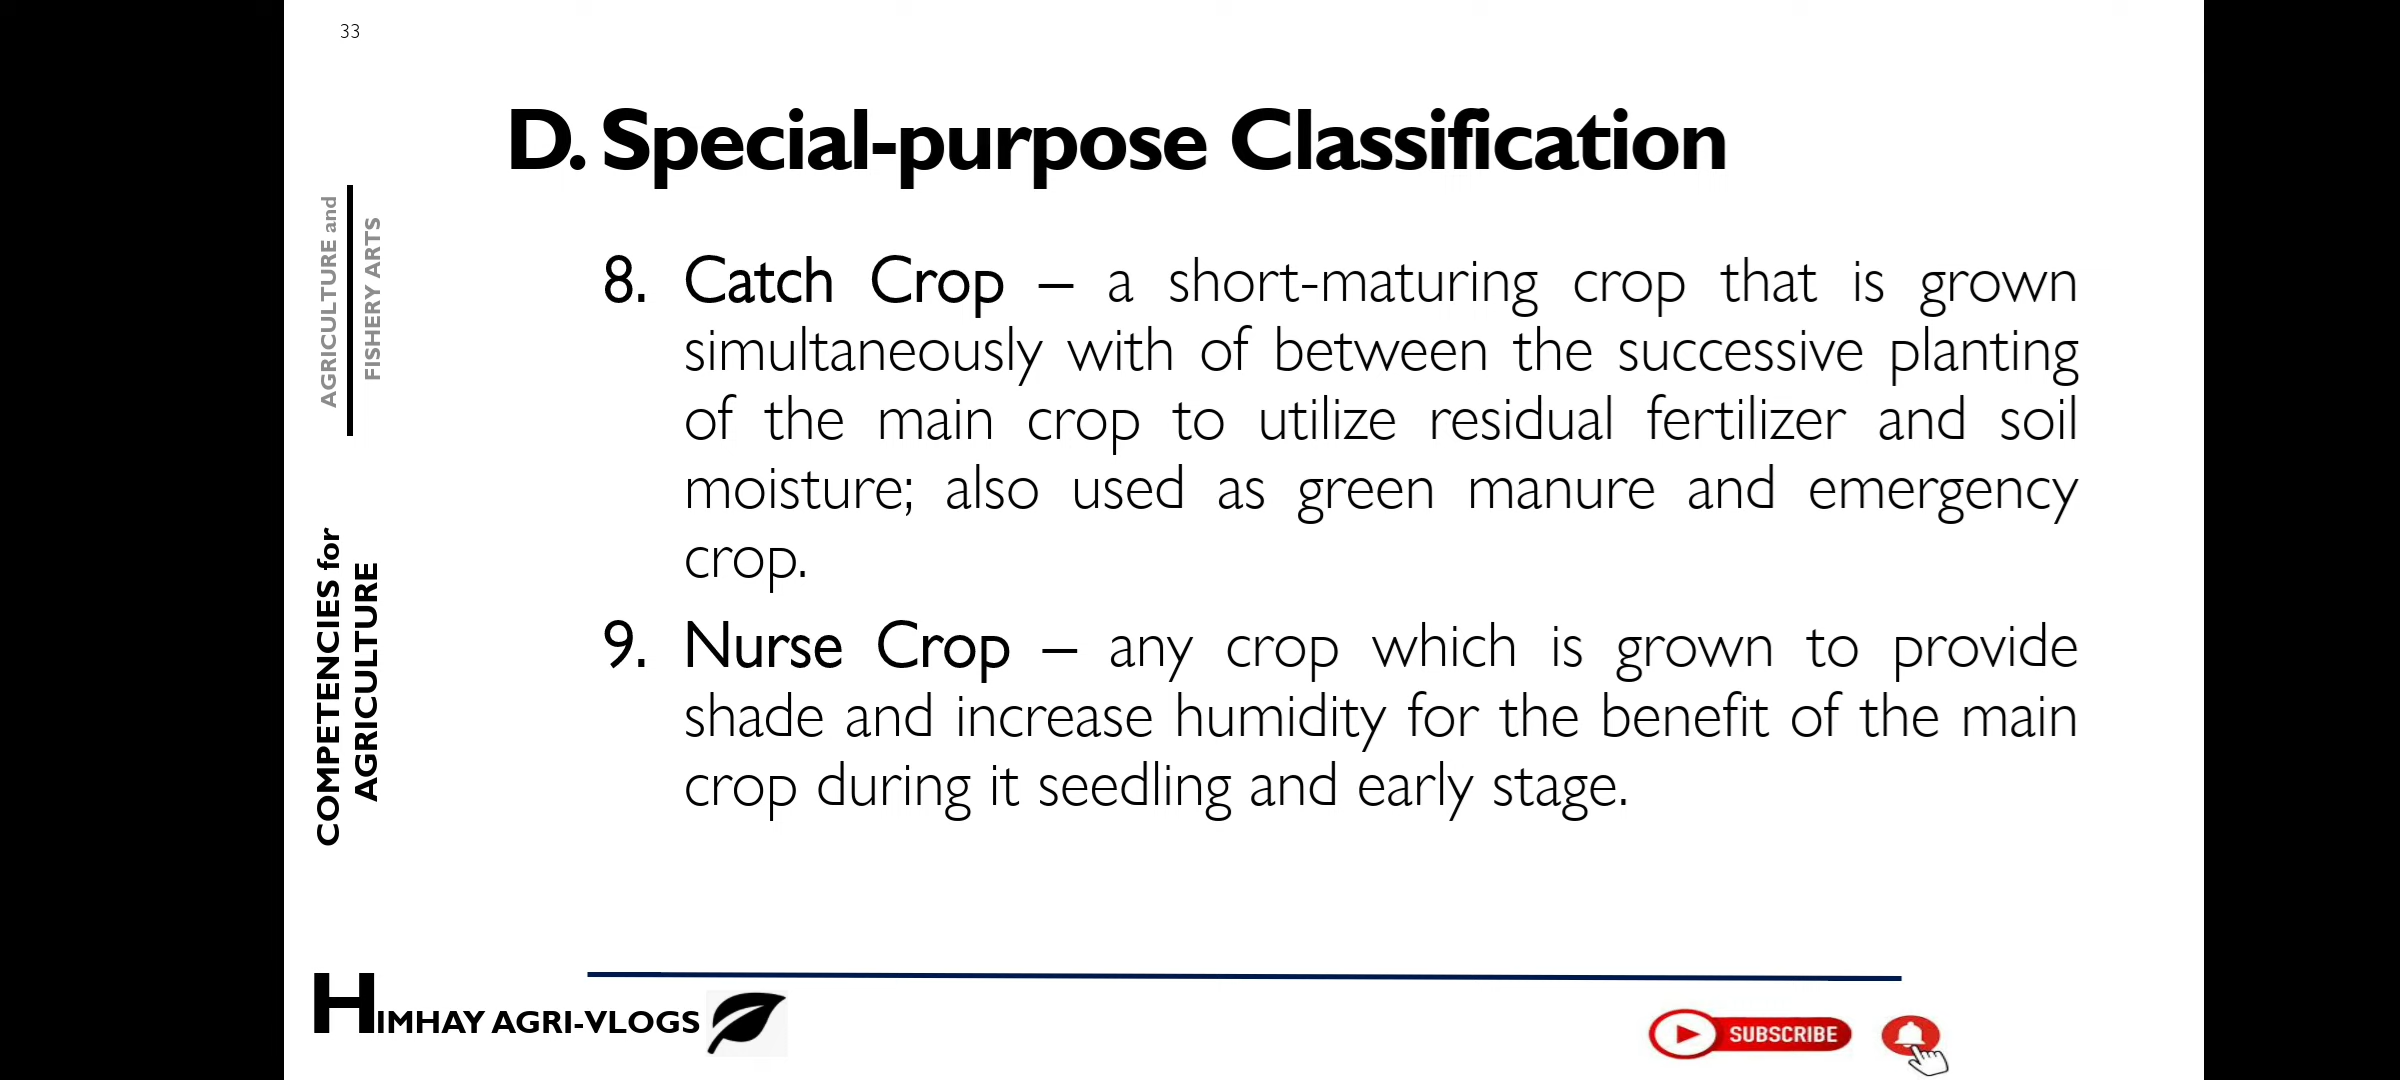 33
D. Special-purpose Classification
AGRICULTURE and
FISHERY ARTS
COMPETENCIES for
AGRICULTURE
8. Catch Crop – a short-maturing crop that is grown
simultaneously with of between the successive planting
of the main crop to utilize residual fertilizer and soil
moisture; also used as green manure and emergency
crop.
9. Nurse Crop – any crop which is grown to provide
shade and increase humidity for the benefit of the main
crop during it seedling and early stage.
HIMHAY AGRI-VLOGS
SUBSCRIBE